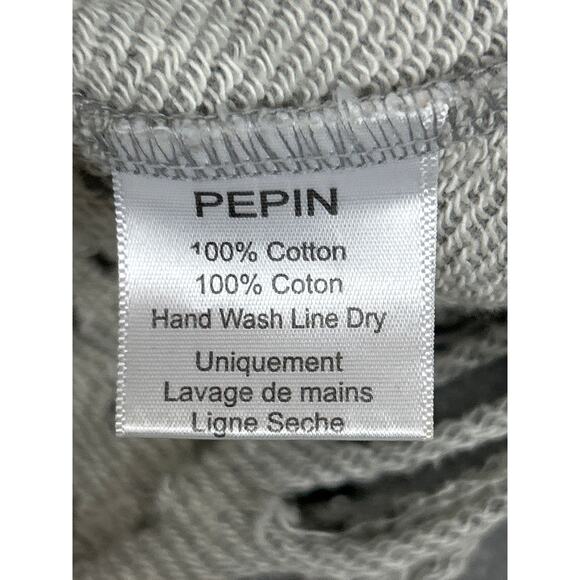 PEPIN
100% Cotton
100% Coton
Hand Wash Line Dry
Uniquement
Lavage de mains
Ligne Seche